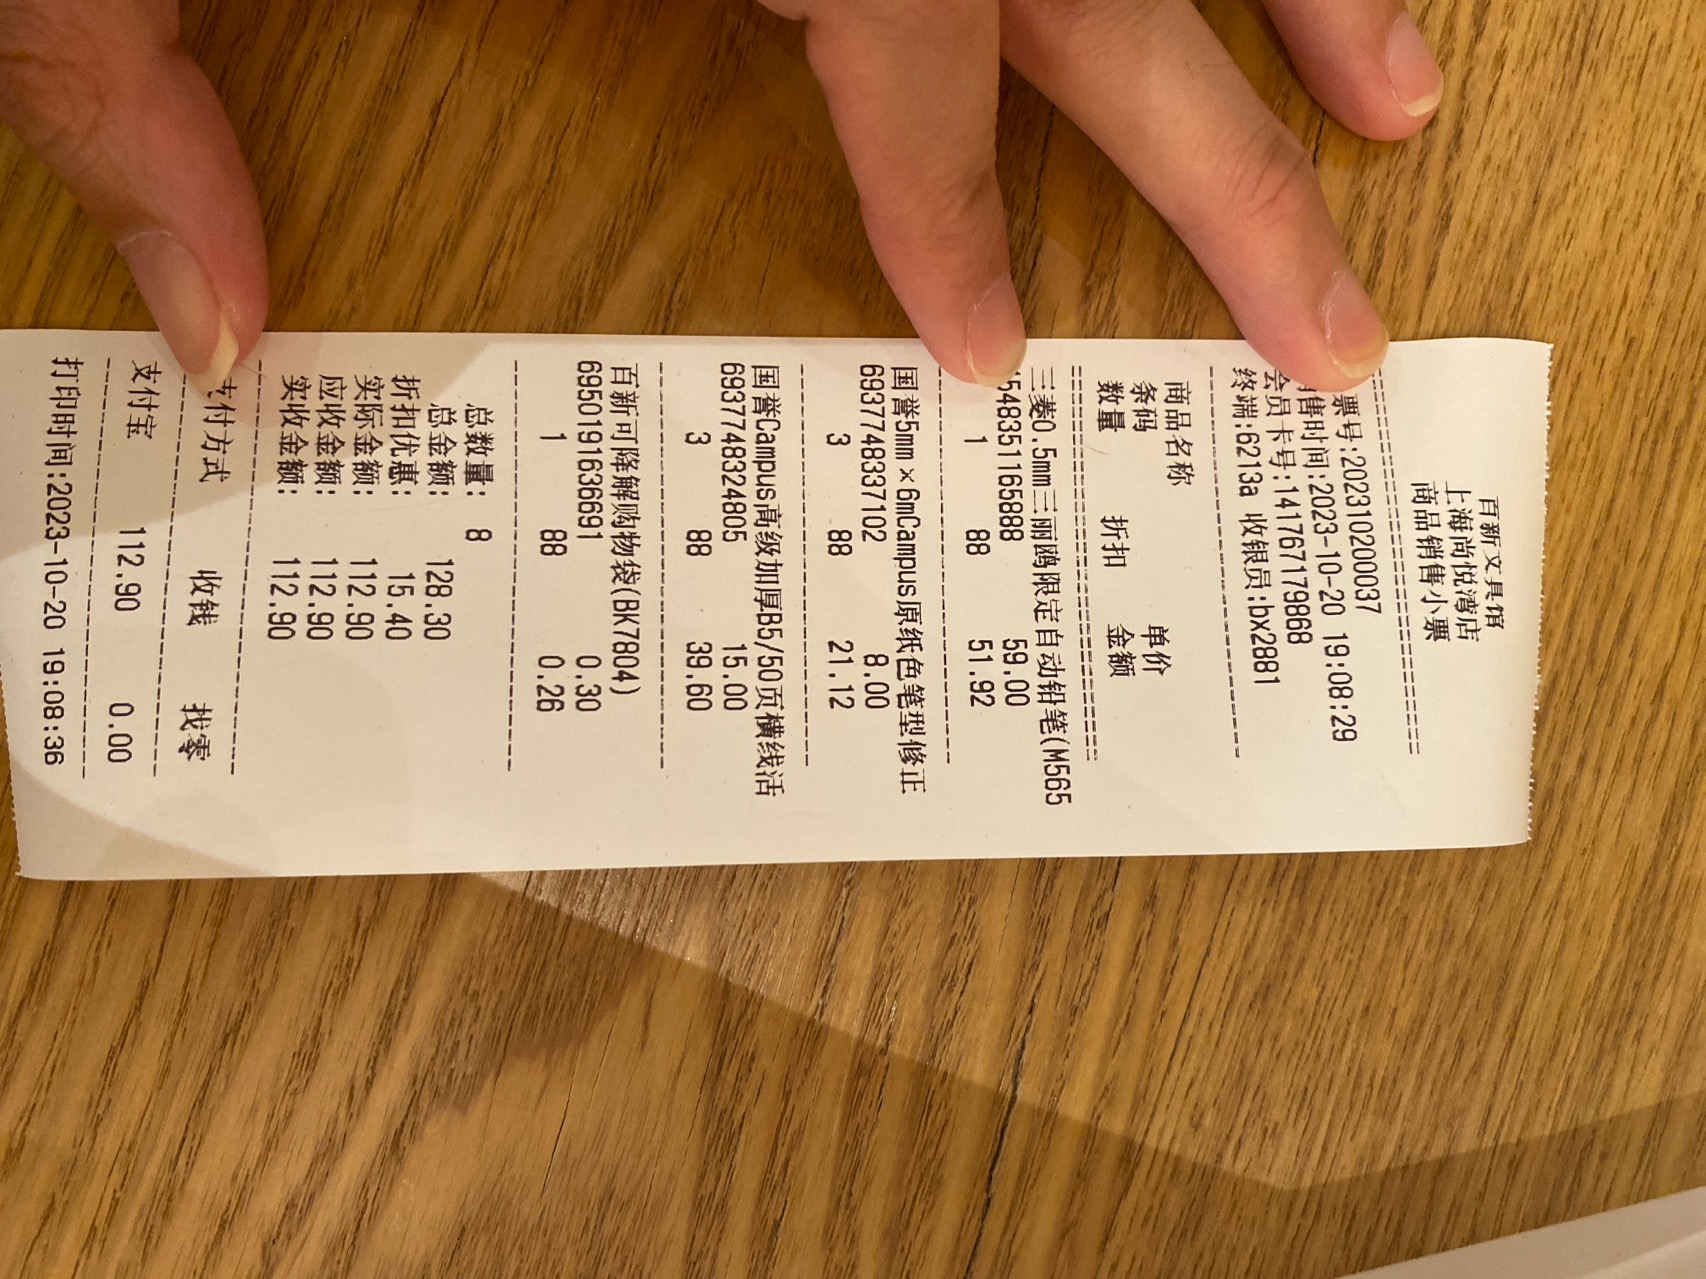 百新文具馆
上海尚悦湾店
商品销售小票
票号:202310200037
售时间:2023-10-20 19:08:29
会员卡号:1417671798​68
终端:6213a 收银员:bx2881
商品名称
条码 单价
数量 折扣 金额
三菱0.5mm三丽鸥限定自动铅笔(M565
548351165888 59.00
1 88 51.92
国誉5mm×6mCampus原纸色笔型修正
6937748337102 8.00
3 88 21.12
国誉Campus高级加厚B5/50页横线活
6937748324805 15.00
3 88 39.60
百新可降解购物袋(BK7804)
6950191636691 0.30
1 88 0.26
总数量: 8
总金额: 128.30
折扣优惠: 15.40
实际金额: 112.90
应收金额: 112.90
实收金额: 112.90
支付方式 收钱 找零
支付宝 112.90 0.00
打印时间:2023-10-20 19:08:36